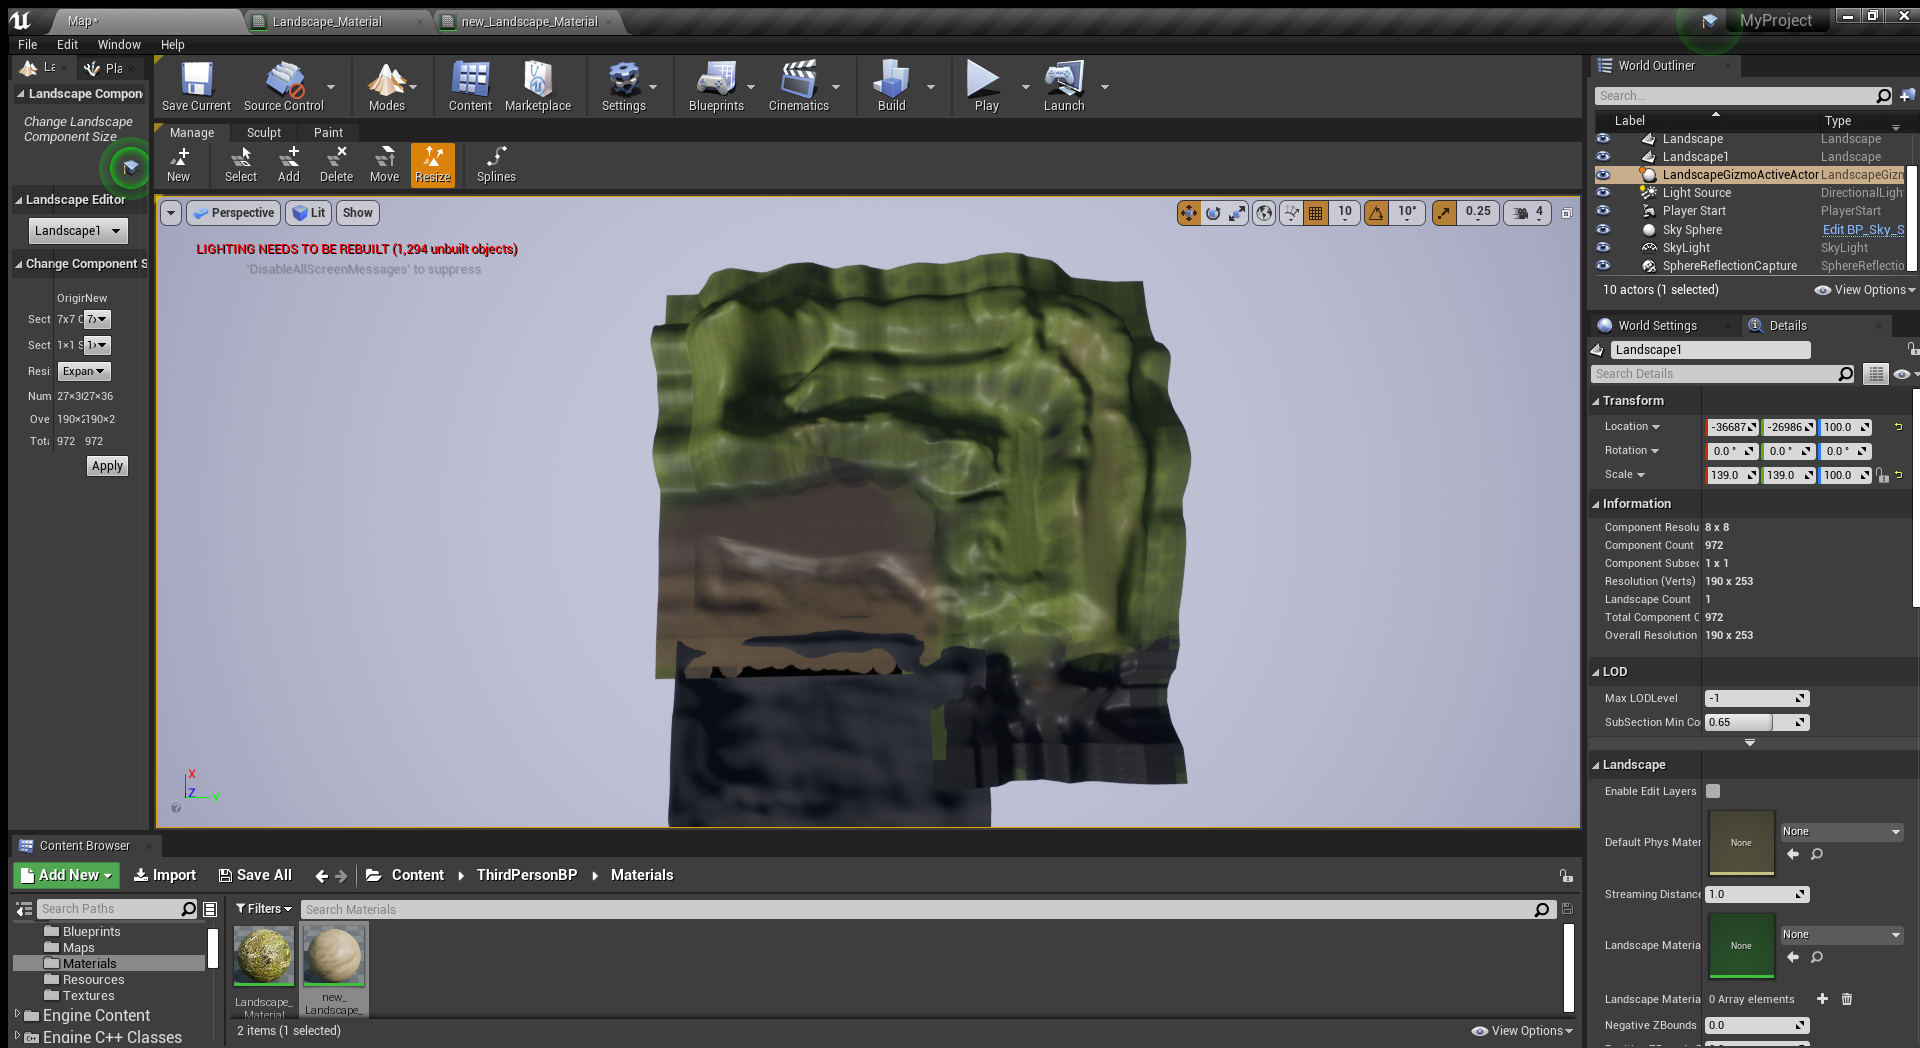 Map*
Landscape_Material
new_Landscape_Material
MyProject
File
Edit
Window
Help
La
Pla
Landscape Compon
Change Landscape
Component Size
Landscape Editor
Landscape1
Change Component S
New
Sect
7x7
Sect
1×1 S
Resi
Expan
Num
27×36
Ove
190×2
Tota
972
972
Apply
Save Current
Source Control
Modes
Content
Marketplace
Settings
Blueprints
Cinematics
Build
Play
Launch
Manage
Sculpt
Paint
New
Select
Add
Delete
Move
Resize
Splines
Perspective
Lit
Show
10
10°
0.25
4
LIGHTING NEEDS TO BE REBUILT (1,294 unbuilt objects)
'DisableAllScreenMessages' to suppress
X
Z
Y
World Outliner
Search...
Label
Type
Landscape
Landscape
Landscape1
Landscape
LandscapeGizmoActiveActor
LandscapeGizn
Light Source
DirectionalLigh
Player Start
PlayerStart
Sky Sphere
Edit BP_Sky_S
SkyLight
SkyLight
SphereReflectionCapture
SphereReflectio
10 actors (1 selected)
View Options
World Settings
Details
Landscape1
Search Details
Transform
Location
-36687
-26986
100.0
Rotation
0.0 °
0.0 °
0.0 °
Scale
139.0
139.0
100.0
Information
Component Resolu
8 x 8
Component Count
972
Component Subsec
1 x 1
Resolution (Verts)
190 x 253
Landscape Count
1
Total Component C
972
Overall Resolution
190 x 253
LOD
Max LODLevel
-1
SubSection Min Co
0.65
Landscape
Enable Edit Layers
Default Phys Mater
None
None
Streaming Distance
1.0
Landscape Materia
None
None
Landscape Materia
0 Array elements
Negative ZBounds
0.0
Content Browser
Add New
Import
Save All
Content
ThirdPersonBP
Materials
Search Paths
Filters
Search Materials
Blueprints
Maps
Materials
Resources
Textures
Engine Content
Engine C++ Classes
Landscape_
Material
new_
Landscape_
2 items (1 selected)
View Options